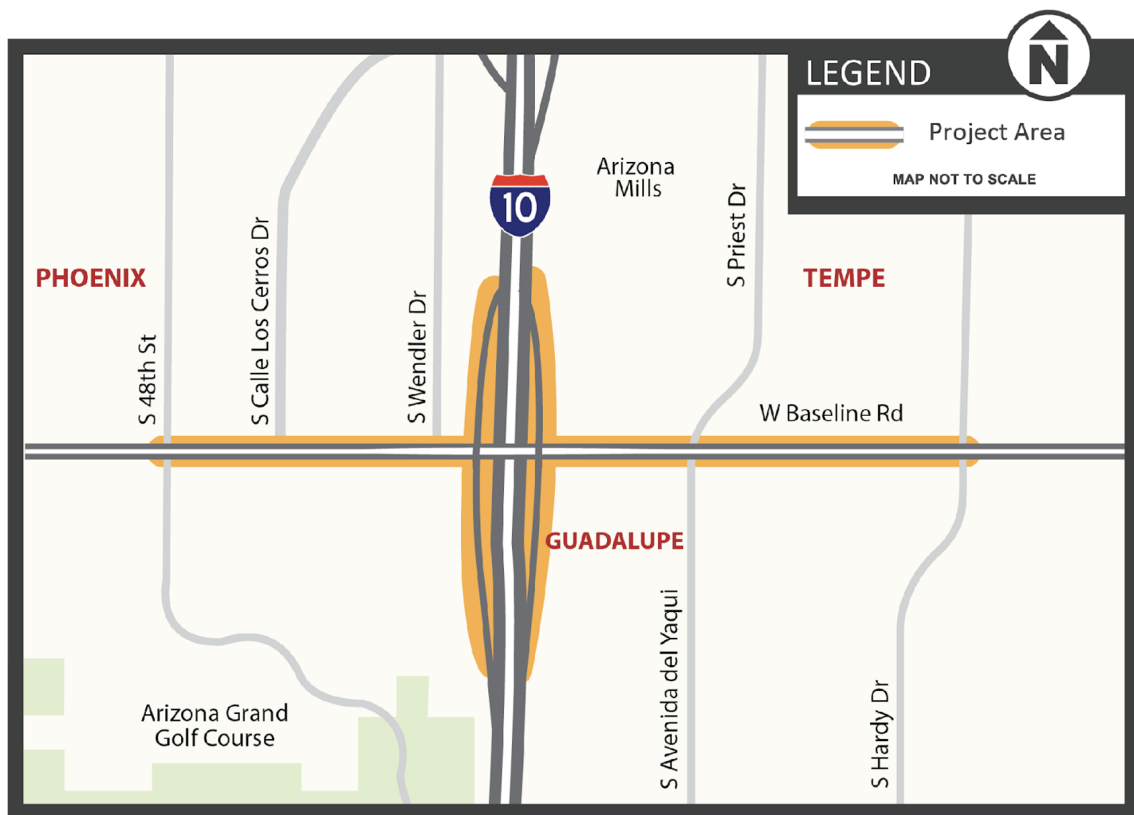 N
LEGEND
Project Area
MAP NOT TO SCALE
Arizona
Mills
10
PHOENIX
TEMPE
S 48th St
S Calle Los Cerros Dr
S Wendler Dr
S Priest Dr
W Baseline Rd
GUADALUPE
S Avenida del Yaqui
S Hardy Dr
Arizona Grand
Golf Course